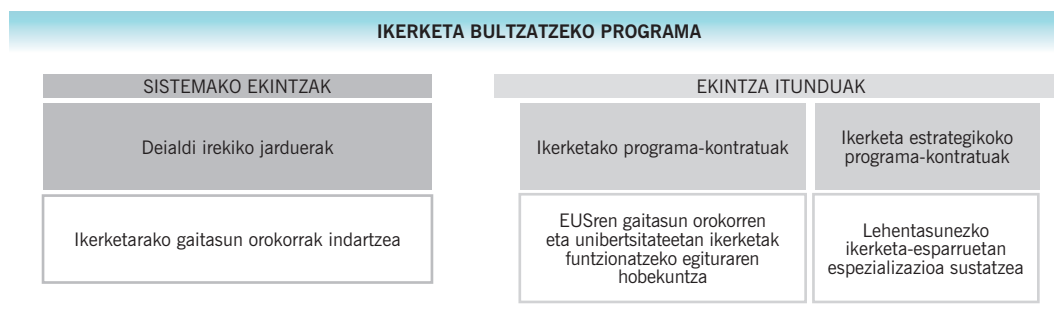 IKERKETA BULTZATZEKO PROGRAMA
SISTEMAKO EKINTZAK
Deialdi irekiko jarduerak
Ikerketarako gaitasun orokorrak indartzea
EKINTZA ITUNDUAK
Ikerketako programa-kontratuak
EUSren gaitasun orokorren
eta unibertsitateetan ikerketak
funtzionatzeko egituraren
hobekuntza
Ikerketa estrategikoko
programa-kontratuak
Lehentasunezko
ikerketa-esparruetan
espezializazioa sustatzea